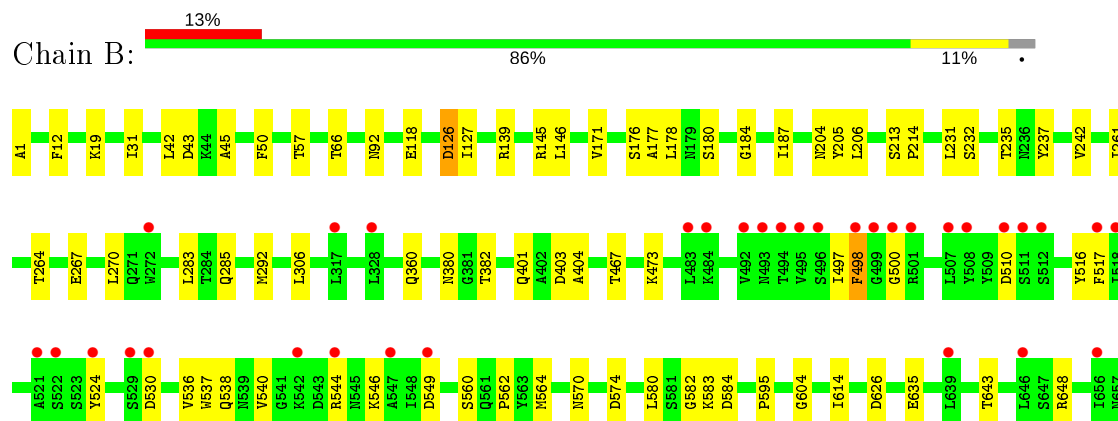 13%
Chain B:
86% 11% •
A1 F12 K19 I31 L42 D43 K44 A45 F50 T57 T66 N92 E118 D126 I127 R139 R145 L146 V171 S176 A177 L178 N179 S180 G184 I187 N204 Y205 L206 S213 P214 L231 S232 T235 N236 Y237 V242 I261
T264 E267 L270 Q271 W272 L283 T284 Q285 M292 L306 L317 L328 Q360 N380 G381 T382 Q401 A402 D403 A404 T467 K473 L483 K484 V492 N493 T494 V495 S496 I497 F498 G499 G500 R501 L507 Y508 Y509 D510 S511 S512 Y516 F517 I518
A521 S522 S523 Y524 S529 D530 V536 W537 Q538 N539 V540 G541 K542 D543 R544 N545 K546 A547 I548 D549 S560 Q561 P562 Y563 M564 N570 D574 L580 S581 G582 K583 D584 P595 G604 I614 D626 E635 L639 T643 L646 S647 R648 I656 N657